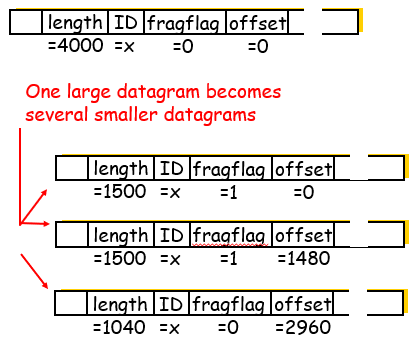 length ID fragflag offset
=4000 =x =0 =0
One large datagram becomes
several smaller datagrams
length ID fragflag offset
=1500 =x =1 =0
length ID fragflag offset
=1500 =x =1 =1480
length ID fragflag offset
=1040 =x =0 =2960